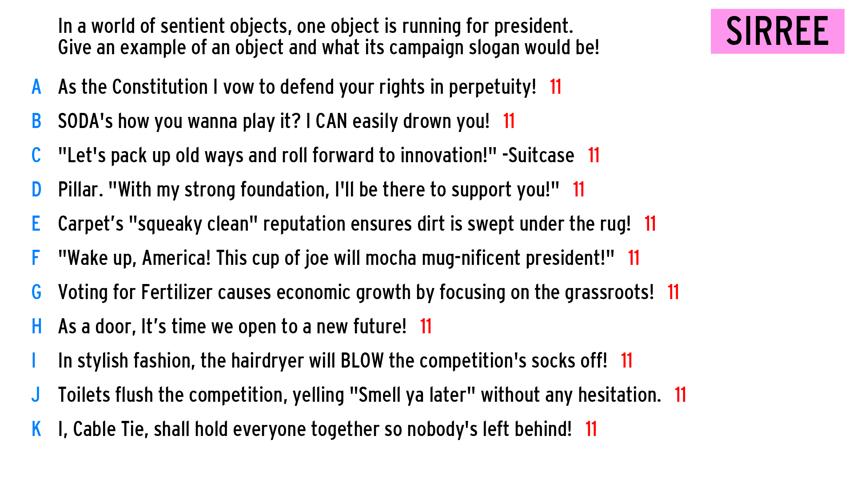 In a world of sentient objects, one object is running for president.
Give an example of an object and what its campaign slogan would be!
SIRREE
A As the Constitution I vow to defend your rights in perpetuity! 11
B SODA's how you wanna play it? I CAN easily drown you! 11
C "Let's pack up old ways and roll forward to innovation!" -Suitcase 11
D Pillar. "With my strong foundation, I'll be there to support you!" 11
E Carpet’s "squeaky clean" reputation ensures dirt is swept under the rug! 11
F "Wake up, America! This cup of joe will mocha mug-nificent president!" 11
G Voting for Fertilizer causes economic growth by focusing on the grassroots! 11
H As a door, It’s time we open to a new future! 11
I In stylish fashion, the hairdryer will BLOW the competition's socks off! 11
J Toilets flush the competition, yelling "Smell ya later" without any hesitation. 11
K I, Cable Tie, shall hold everyone together so nobody's left behind! 11